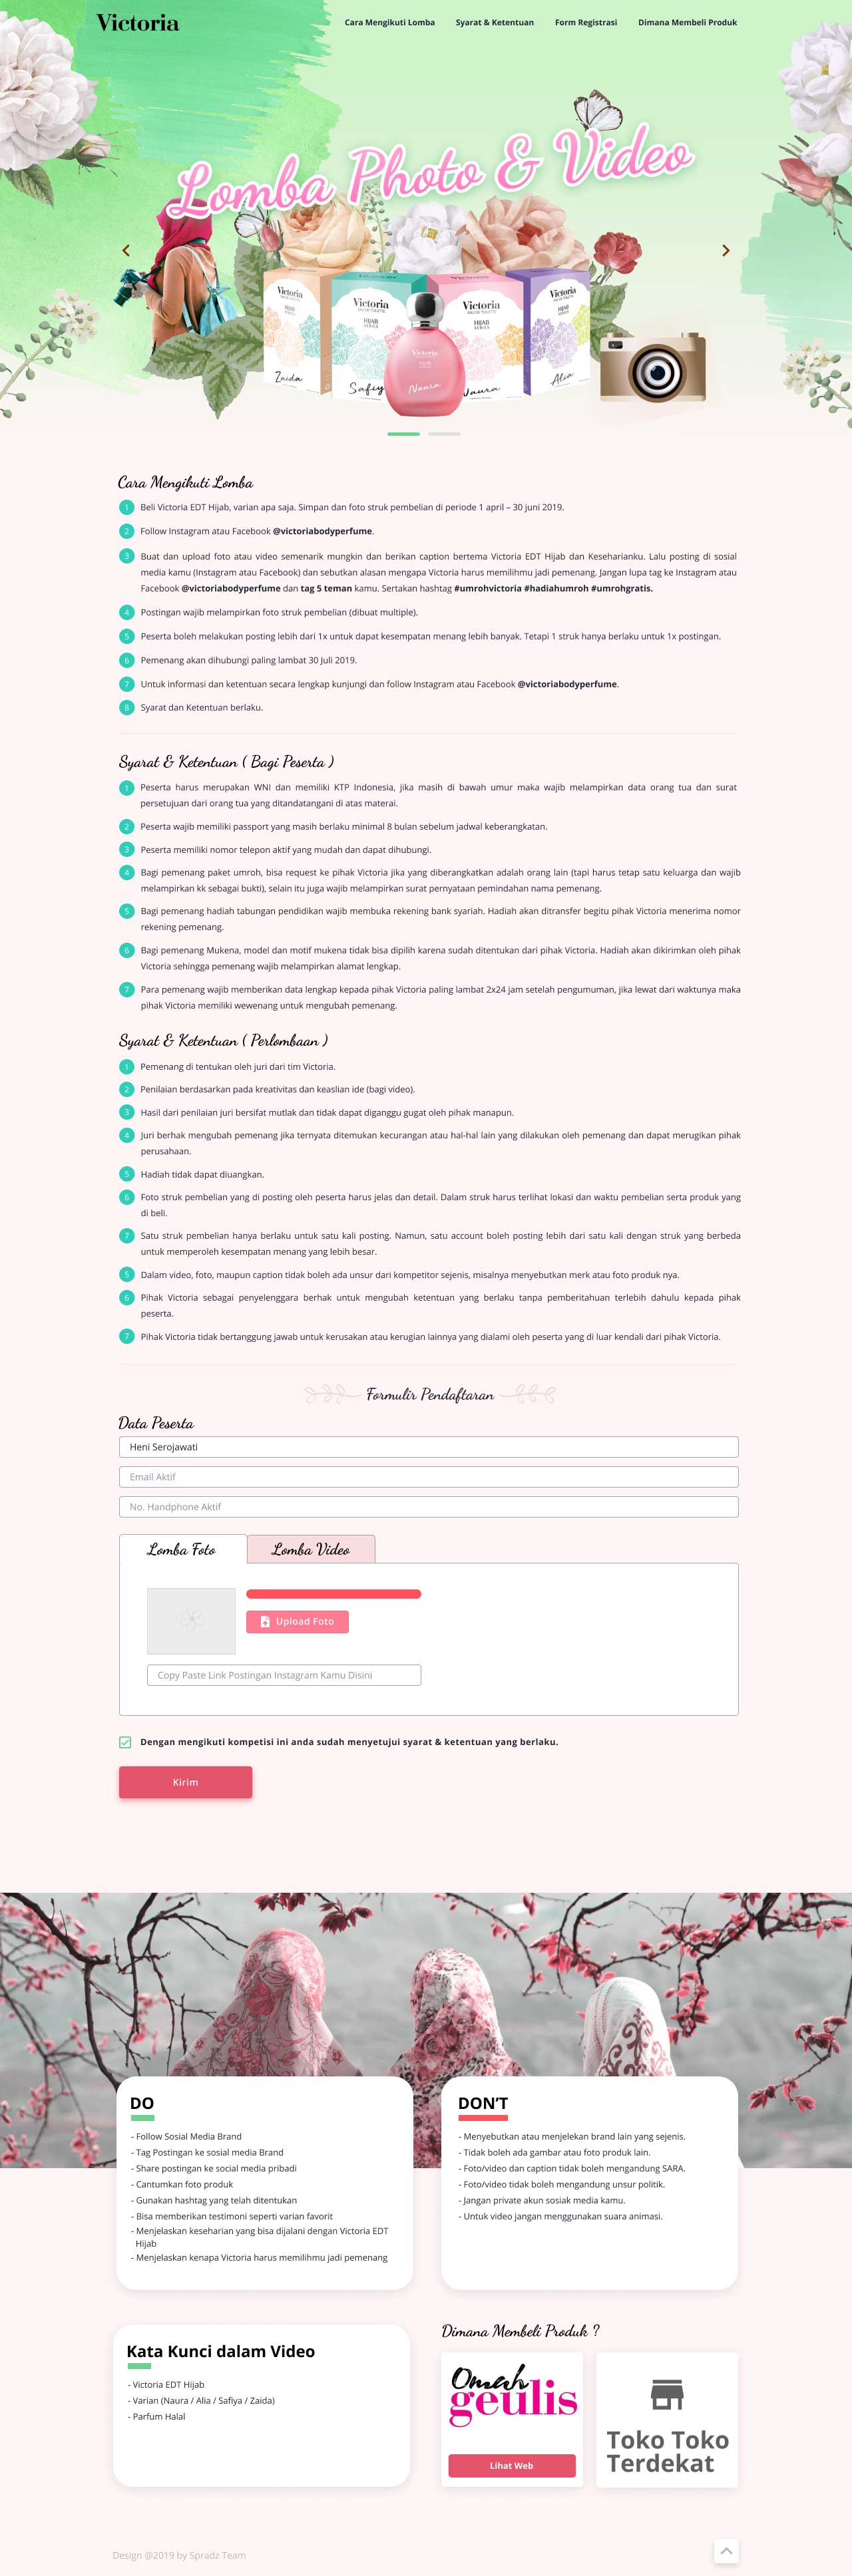 Victoria
Cara Mengikuti Lomba
Syarat & Ketentuan
Form Registrasi
Dimana Membeli Produk
Lomba Photo & Video
Victoria
HIJAB
SERIES
Zaida
Victoria
EAU DE TOILETTE
HIJAB
SERIES
Safiy
Victoria
Naura
Victoria
EAU DE TOILETTE
HIJAB
SERIES
Naura
Victoria
HIJAB
SERIES
Alia
Cara Mengikuti Lomba
1 Beli Victoria EDT Hijab, varian apa saja. Simpan dan foto struk pembelian di periode 1 april – 30 juni 2019.
2 Follow Instagram atau Facebook @victoriabodyperfume.
3 Buat dan upload foto atau video semenarik mungkin dan berikan caption bertema Victoria EDT Hijab dan Keseharianku. Lalu posting di sosial
media kamu (Instagram atau Facebook) dan sebutkan alasan mengapa Victoria harus memilihmu jadi pemenang. Jangan lupa tag ke Instagram atau
Facebook @victoriabodyperfume dan tag 5 teman kamu. Sertakan hashtag #umrohvictoria #hadiahumroh #umrohgratis.
4 Postingan wajib melampirkan foto struk pembelian (dibuat multiple).
5 Peserta boleh melakukan posting lebih dari 1x untuk dapat kesempatan menang lebih banyak. Tetapi 1 struk hanya berlaku untuk 1x postingan.
6 Pemenang akan dihubungi paling lambat 30 Juli 2019.
7 Untuk informasi dan ketentuan secara lengkap kunjungi dan follow Instagram atau Facebook @victoriabodyperfume.
8 Syarat dan Ketentuan berlaku.
Syarat & Ketentuan ( Bagi Peserta )
1 Peserta harus merupakan WNI dan memiliki KTP Indonesia, jika masih di bawah umur maka wajib melampirkan data orang tua dan surat
persetujuan dari orang tua yang ditandatangani di atas materai.
2 Peserta wajib memiliki passport yang masih berlaku minimal 8 bulan sebelum jadwal keberangkatan.
3 Peserta memiliki nomor telepon aktif yang mudah dan dapat dihubungi.
4 Bagi pemenang paket umroh, bisa request ke pihak Victoria jika yang diberangkatkan adalah orang lain (tapi harus tetap satu keluarga dan wajib
melampirkan kk sebagai bukti), selain itu juga wajib melampirkan surat pernyataan pemindahan nama pemenang.
5 Bagi pemenang hadiah tabungan pendidikan wajib membuka rekening bank syariah. Hadiah akan ditransfer begitu pihak Victoria menerima nomor
rekening pemenang.
6 Bagi pemenang Mukena, model dan motif mukena tidak bisa dipilih karena sudah ditentukan dari pihak Victoria. Hadiah akan dikirimkan oleh pihak
Victoria sehingga pemenang wajib melampirkan alamat lengkap.
7 Para pemenang wajib memberikan data lengkap kepada pihak Victoria paling lambat 2x24 jam setelah pengumuman, jika lewat dari waktunya maka
pihak Victoria memiliki wewenang untuk mengubah pemenang.
Syarat & Ketentuan ( Perlombaan )
1 Pemenang di tentukan oleh juri dari tim Victoria.
2 Penilaian berdasarkan pada kreativitas dan keaslian ide (bagi video).
3 Hasil dari penilaian juri bersifat mutlak dan tidak dapat diganggu gugat oleh pihak manapun.
4 Juri berhak mengubah pemenang jika ternyata ditemukan kecurangan atau hal-hal lain yang dilakukan oleh pemenang dan dapat merugikan pihak
perusahaan.
5 Hadiah tidak dapat diuangkan.
6 Foto struk pembelian yang di posting oleh peserta harus jelas dan detail. Dalam struk harus terlihat lokasi dan waktu pembelian serta produk yang
di beli.
7 Satu struk pembelian hanya berlaku untuk satu kali posting. Namun, satu account boleh posting lebih dari satu kali dengan struk yang berbeda
untuk memperoleh kesempatan menang yang lebih besar.
5 Dalam video, foto, maupun caption tidak boleh ada unsur dari kompetitor sejenis, misalnya menyebutkan merk atau foto produk nya.
6 Pihak Victoria sebagai penyelenggara berhak untuk mengubah ketentuan yang berlaku tanpa pemberitahuan terlebih dahulu kepada pihak
peserta.
7 Pihak Victoria tidak bertanggung jawab untuk kerusakan atau kerugian lainnya yang dialami oleh peserta yang di luar kendali dari pihak Victoria.
Formulir Pendaftaran
Data Peserta
Heni Serojawati
Email Aktif
No. Handphone Aktif
Lomba Foto
Lomba Video
Upload Foto
Copy Paste Link Postingan Instagram Kamu Disini
Dengan mengikuti kompetisi ini anda sudah menyetujui syarat & ketentuan yang berlaku.
Kirim
DO
- Follow Sosial Media Brand
- Tag Postingan ke sosial media Brand
- Share postingan ke social media pribadi
- Cantumkan foto produk
- Gunakan hashtag yang telah ditentukan
- Bisa memberikan testimoni seperti varian favorit
- Menjelaskan keseharian yang bisa dijalani dengan Victoria EDT
Hijab
- Menjelaskan kenapa Victoria harus memilihmu jadi pemenang
DON'T
- Menyebutkan atau menjelekan brand lain yang sejenis.
- Tidak boleh ada gambar atau foto produk lain.
- Foto/video dan caption tidak boleh mengandung SARA.
- Foto/video tidak boleh mengandung unsur politik.
- Jangan private akun sosiak media kamu.
- Untuk video jangan menggunakan suara animasi.
Kata Kunci dalam Video
- Victoria EDT Hijab
- Varian (Naura / Alia / Safiya / Zaida)
- Parfum Halal
Dimana Membeli Produk ?
Omah
geulis
Lihat Web
Toko Toko
Terdekat
Design @2019 by Spradz Team